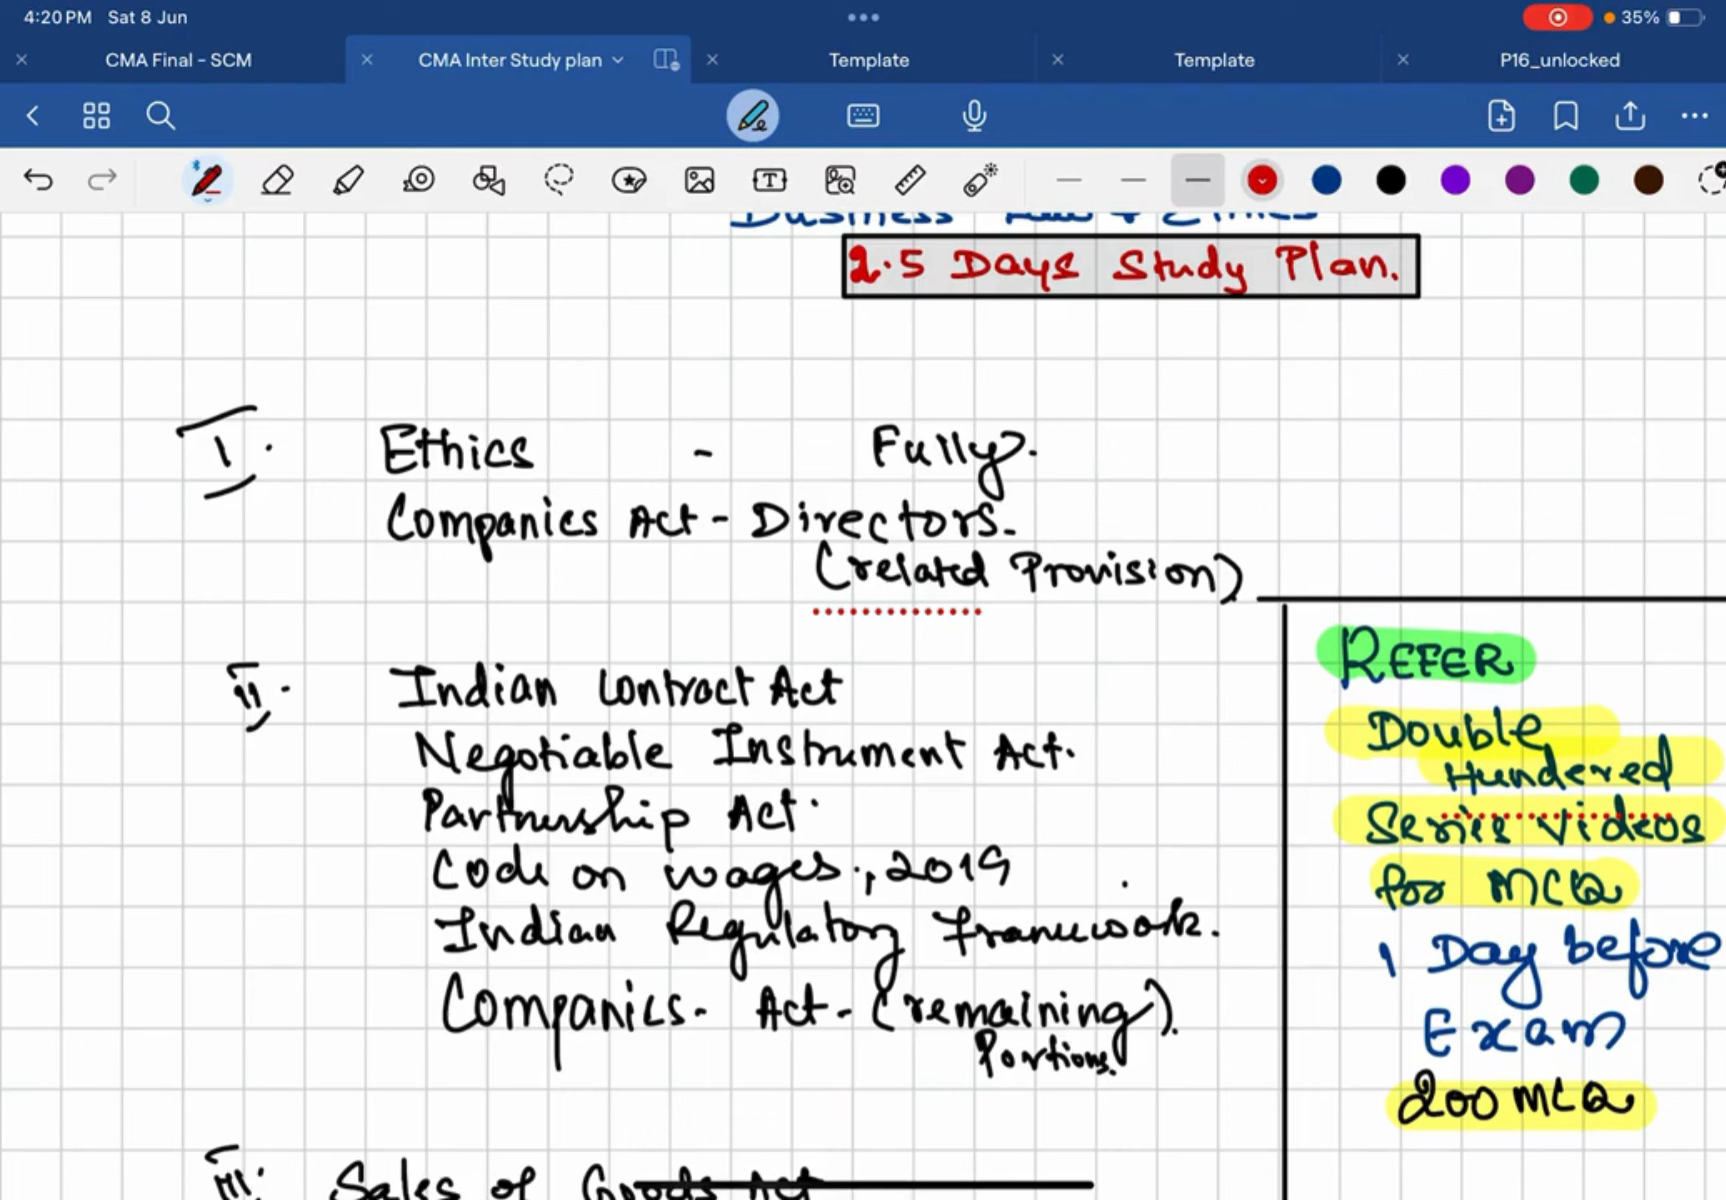 4:20 PM Sat 8 Jun
35%
CMA Final - SCM
CMA Inter Study plan
Template
Template
P16_unlocked
Business Law & Ethics
2.5 Days Study Plan.
I. Ethics - Fully.
Companies Act - Directors.
(related Provision)
II. Indian Contract Act
Negotiable Instrument Act.
Partnership Act.
Code on wages, 2019
Indian Regulatory Framework.
Companies Act - (remaining)
Portions.
III. Sales of Goods Act
REFER
Double
Hundered
Series Videos
for MCQ
1 Day before
Exam
200 MCQ